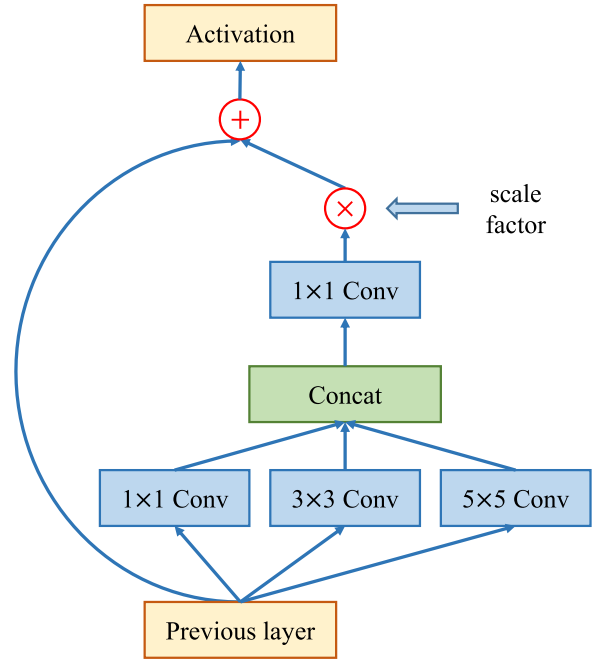 Activation
+
×
scale
factor
1×1 Conv
Concat
1×1 Conv
3×3 Conv
5×5 Conv
Previous layer